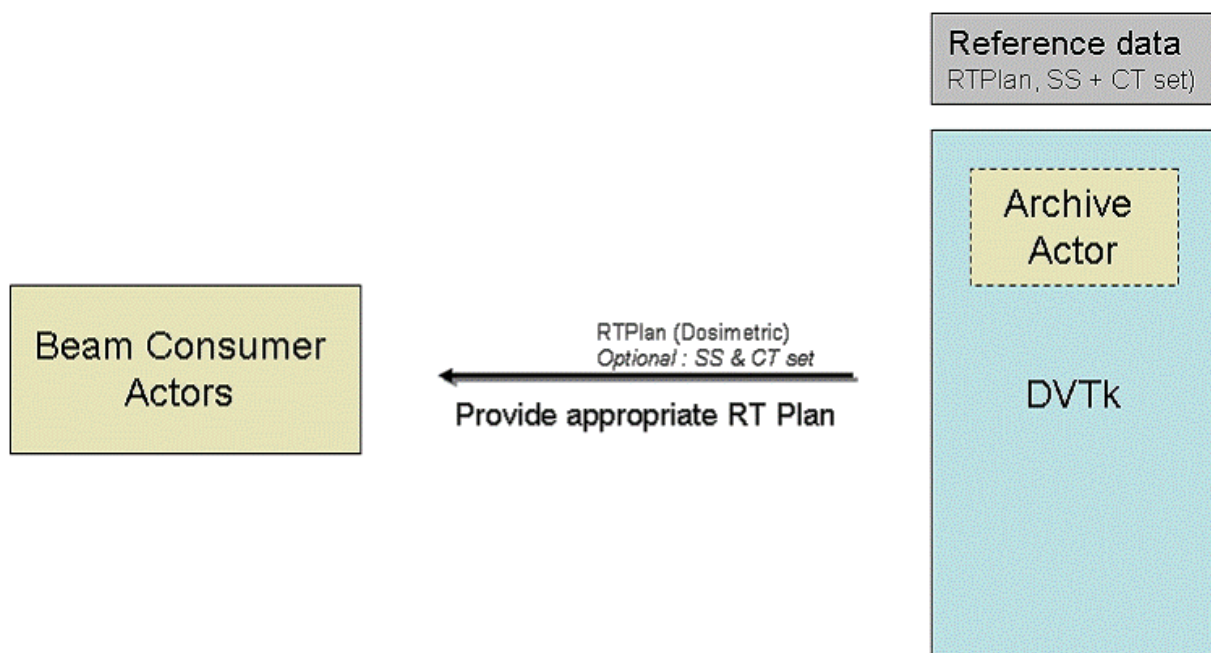 Reference data
RTPlan, SS + CT set)
Archive
Actor
Beam Consumer
Actors
RTPlan (Dosimetric)
Optional : SS & CT set
Provide appropriate RT Plan
DVTk